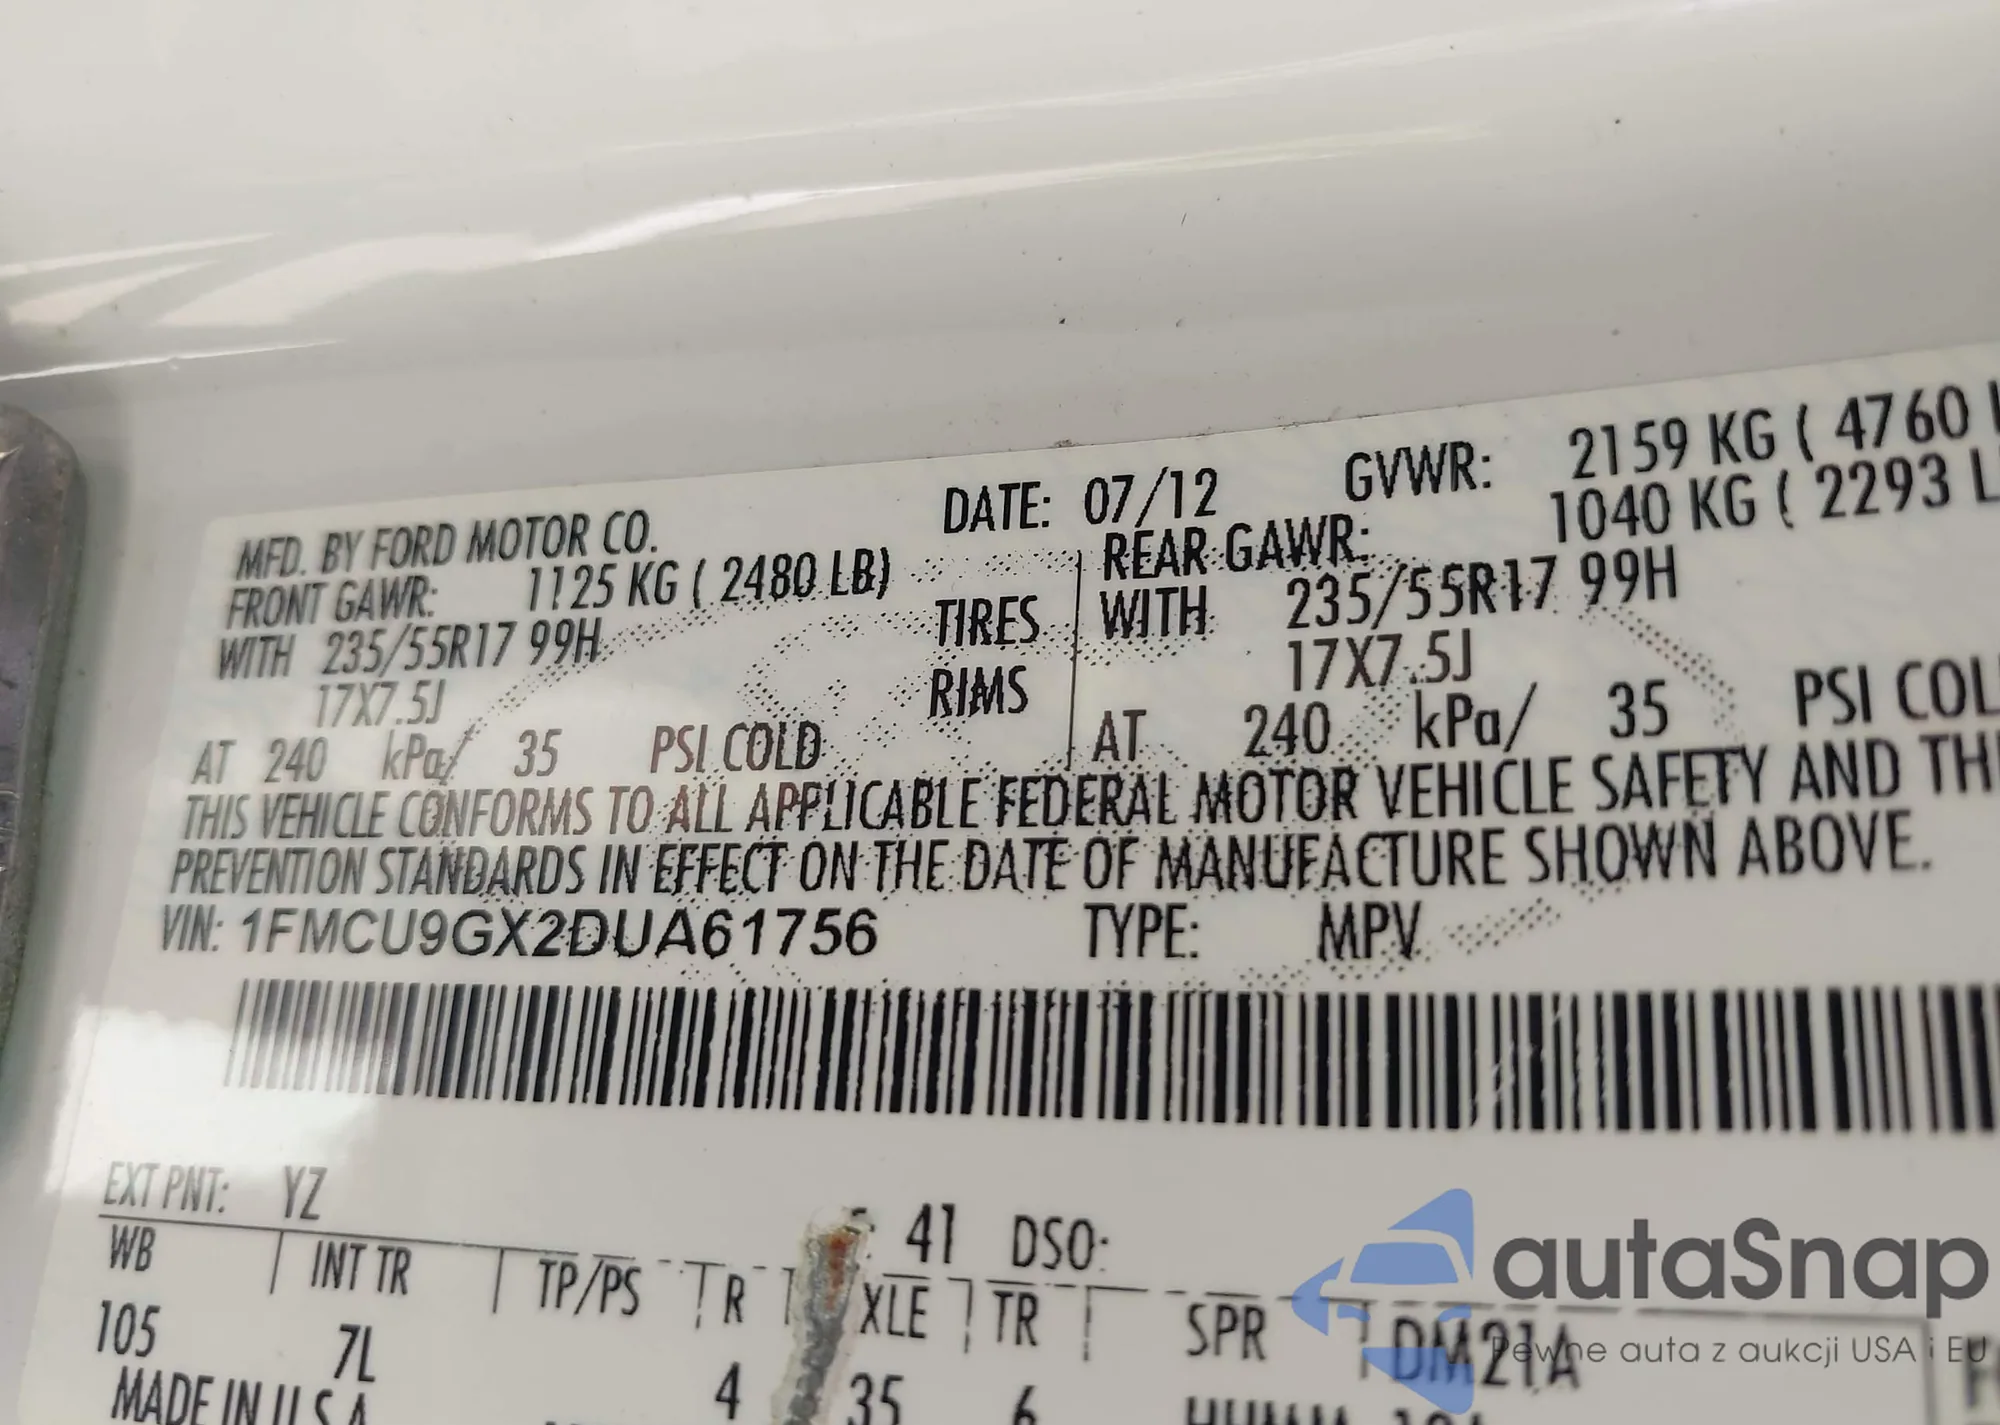 MFD. BY FORD MOTOR CO. DATE: 07/12 GVWR: 2159 KG ( 4760
FRONT GAWR: 1125 KG ( 2480 LB) REAR GAWR: 1040 KG ( 2293 L
WITH 235/55R17 99H TIRES WITH 235/55R17 99H
17X7.5J RIMS 17X7.5J
AT 240 kPa/ 35 PSI COLD AT 240 kPa/ 35 PSI COL
THIS VEHICLE CONFORMS TO ALL APPLICABLE FEDERAL MOTOR VEHICLE SAFETY AND TH
PREVENTION STANDARDS IN EFFECT ON THE DATE OF MANUFACTURE SHOWN ABOVE.
VIN: 1FMCU9GX2DUA61756 TYPE: MPV
EXT PNT: YZ 41 DSO:
WB INT TR TP/PS R XLE TR SPR DM21A
105 7L 4 35 6
MADE IN U.S.A
autaSnap
Pewne auta z aukcji USA i EU